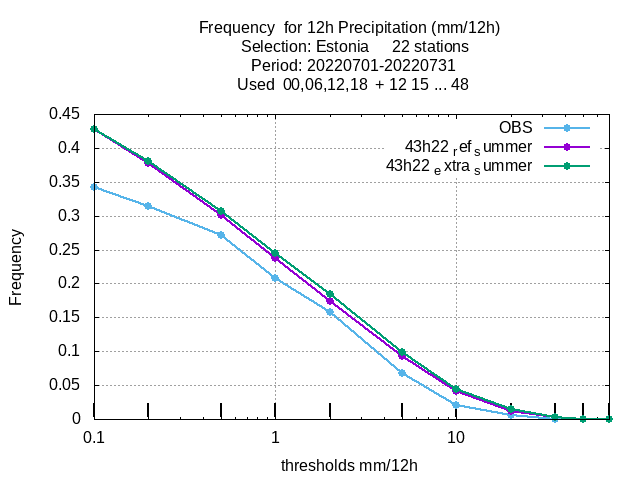 Frequency  for 12h Precipitation (mm/12h)
Selection: Estonia     22 stations
Period: 20220701-20220731
Used  00,06,12,18  + 12 15 ... 48
OBS
43h22 ref summer
43h22 extra summer
Frequency
0.45
0.4
0.35
0.3
0.25
0.2
0.15
0.1
0.05
0
0.1 1 10
thresholds mm/12h